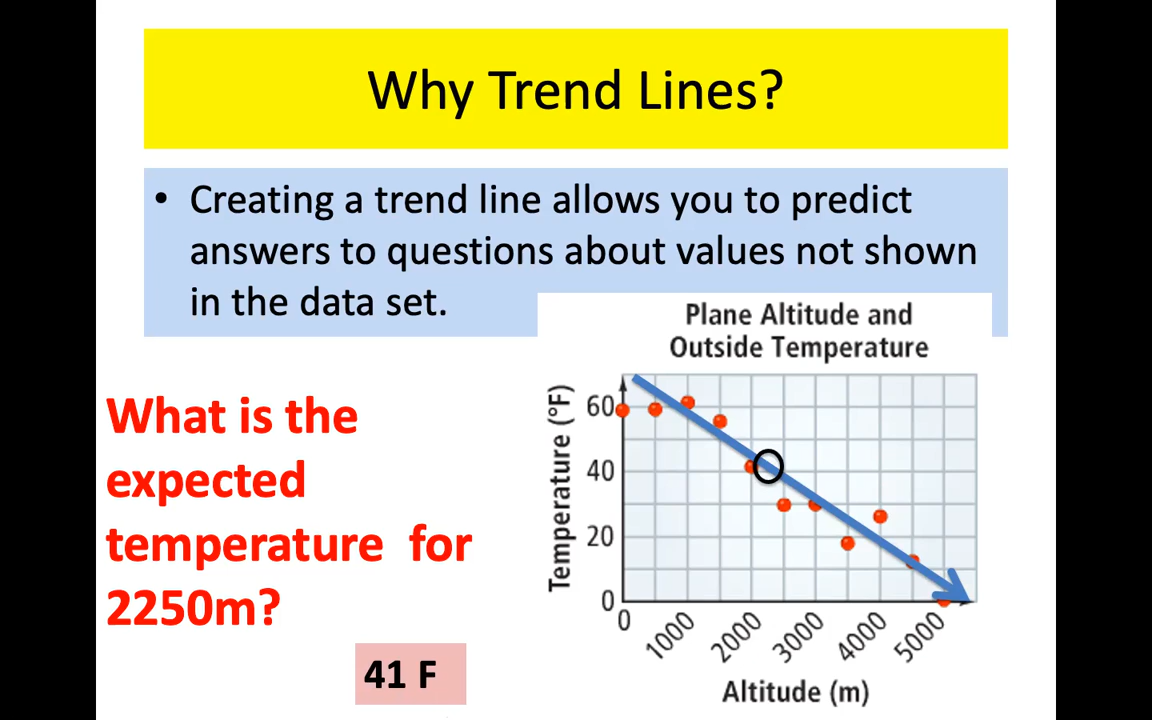 Why Trend Lines?
• Creating a trend line allows you to predict
answers to questions about values not shown
in the data set.
What is the
expected
temperature for
2250m?
41 F
Plane Altitude and
Outside Temperature
Temperature (°F)
60
40
20
0
0 1000 2000 3000 4000 5000
Altitude (m)